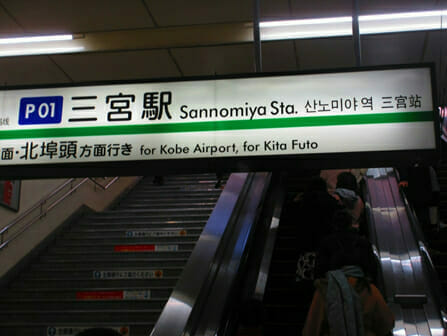 P01 三宮駅 Sannomiya Sta. 산노미야역 三宫站
面・北埠頭方面行き for Kobe Airport, for Kita Futo